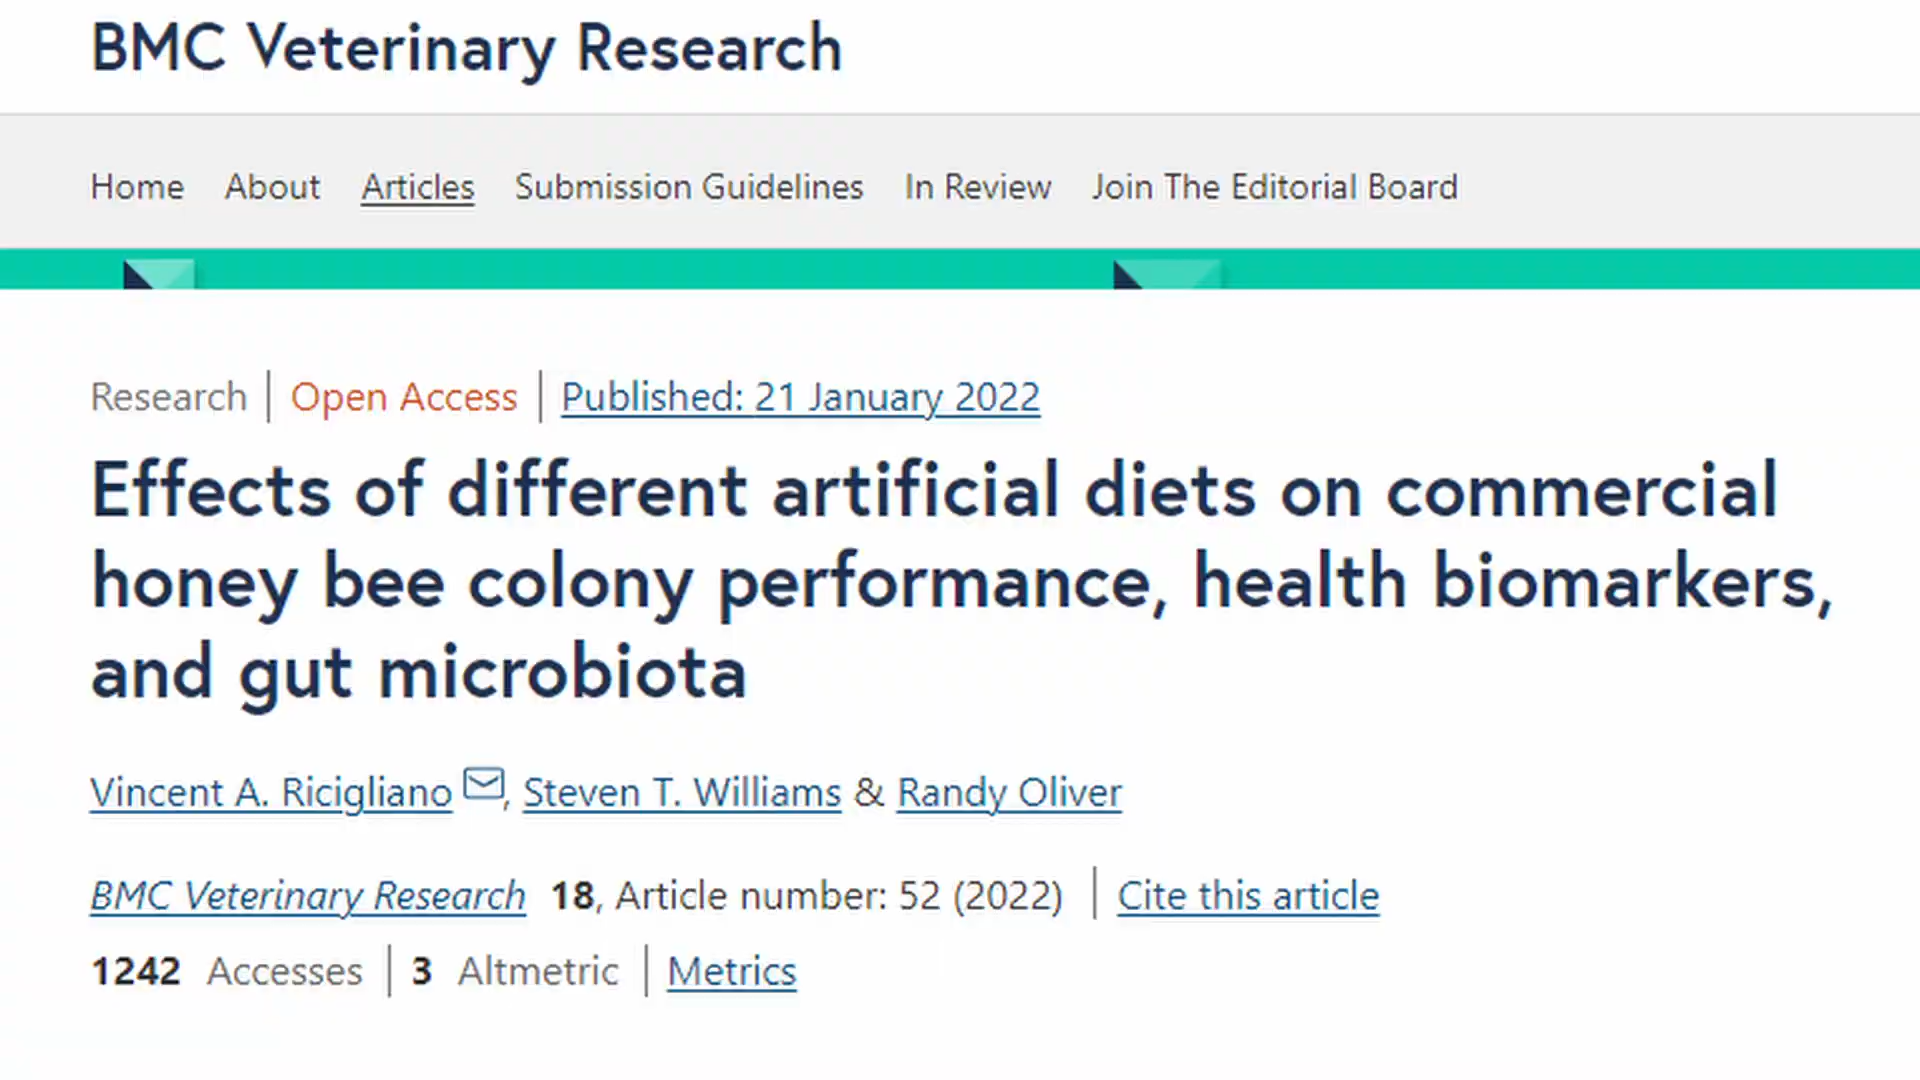 BMC Veterinary Research
Home About Articles Submission Guidelines In Review Join The Editorial Board
Research | Open Access | Published: 21 January 2022
Effects of different artificial diets on commercial
honey bee colony performance, health biomarkers,
and gut microbiota
Vincent A. Ricigliano, Steven T. Williams & Randy Oliver
BMC Veterinary Research 18, Article number: 52 (2022) | Cite this article
1242 Accesses | 3 Altmetric | Metrics